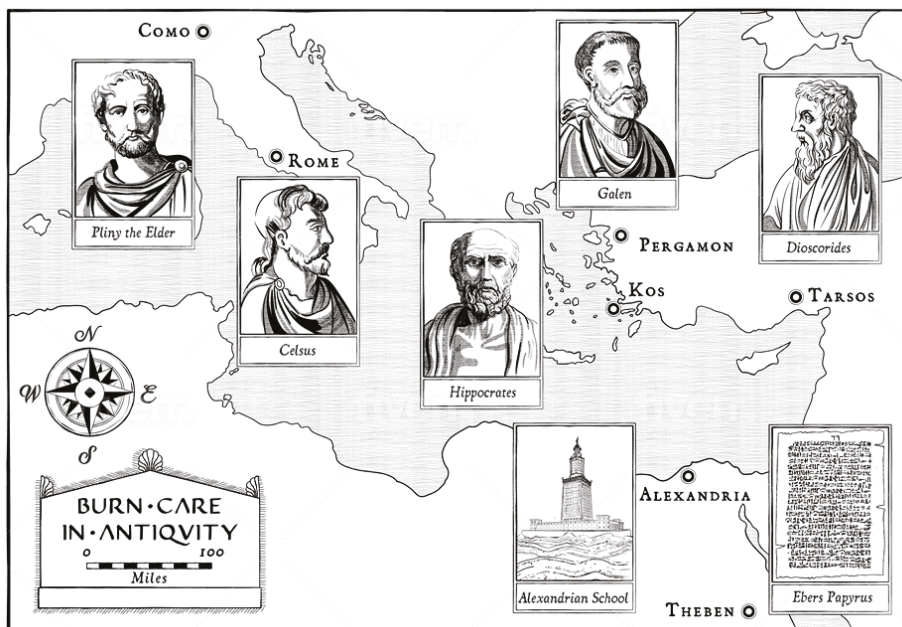 COMO
Pliny the Elder
ROME
Celsus
Galen
Dioscorides
PERGAMON
KOS
TARSOS
Hippocrates
N
W
E
S
BURN·CARE
IN·ANTIQVITY
0 100
Miles
ALEXANDRIA
Alexandrian School
THEBEN
Ebers Papyrus